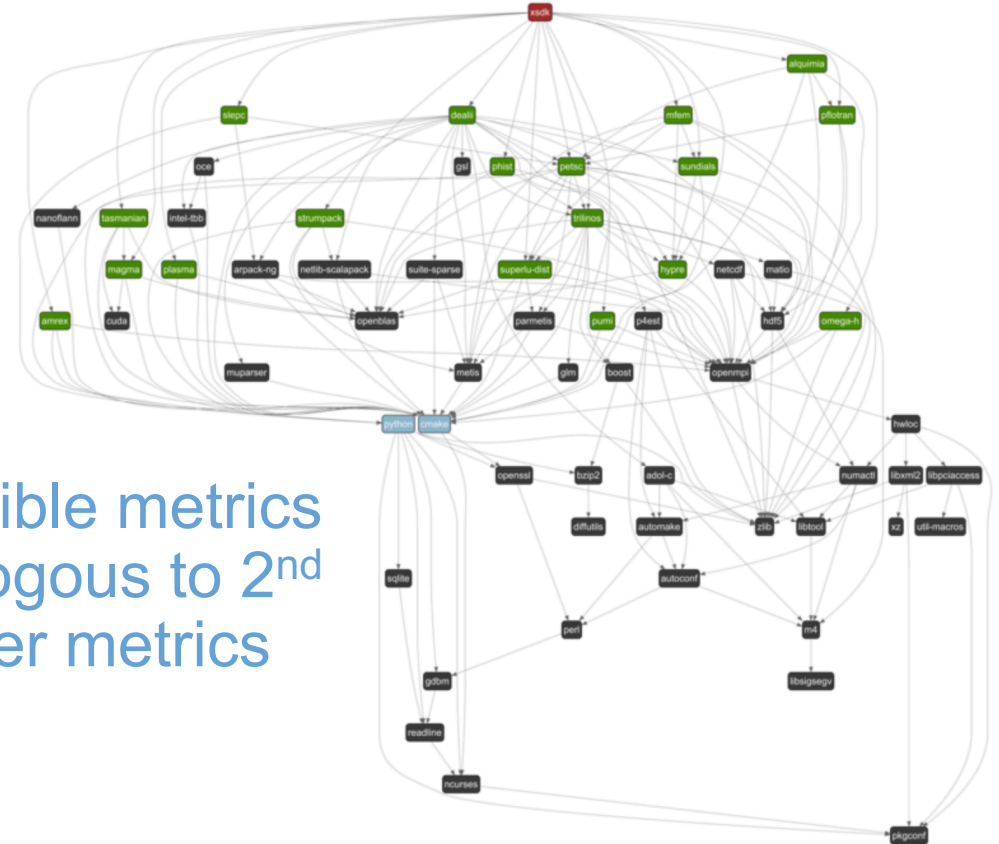 xsdk
alquimia
slepc
dealii
mfem
pflotran
oce
gsl
phist
petsc
sundials
nanoflann
tasmanian
intel-tbb
strumpack
trilinos
magma
plasma
arpack-ng
netlib-scalapack
suite-sparse
superlu-dist
hypre
netcdf
matio
amrex
cuda
openblas
parmetis
pumi
p4est
hdf5
omega-h
muparser
metis
glm
boost
openmpi
python
cmake
hwloc
openssl
bzip2
adol-c
numactl
libxml2
libpciaccess
diffutils
automake
zlib
libtool
xz
util-macros
ible metrics
ogous to 2nd
er metrics
sqlite
autoconf
perl
m4
gdbm
libsigsegv
readline
ncurses
pkgconf